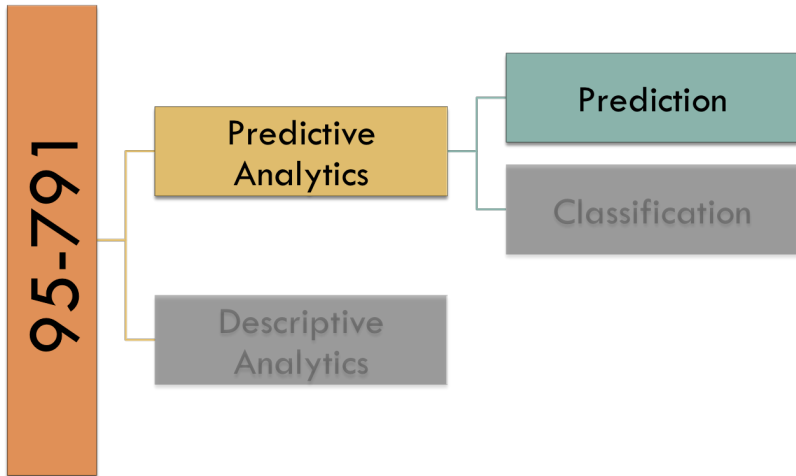 95-791
Predictive
Analytics
Prediction
Classification
Descriptive
Analytics